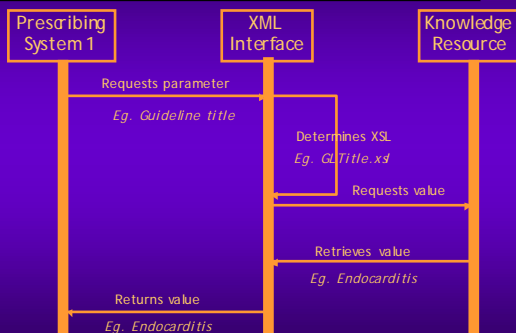 Prescribing
System 1
XML
Interface
Knowledge
Resource
Requests parameter
Eg. Guideline title
Determines XSL
Eg. GLTitle.xsl
Requests value
Retrieves value
Eg. Endocarditis
Returns value
Eg. Endocarditis